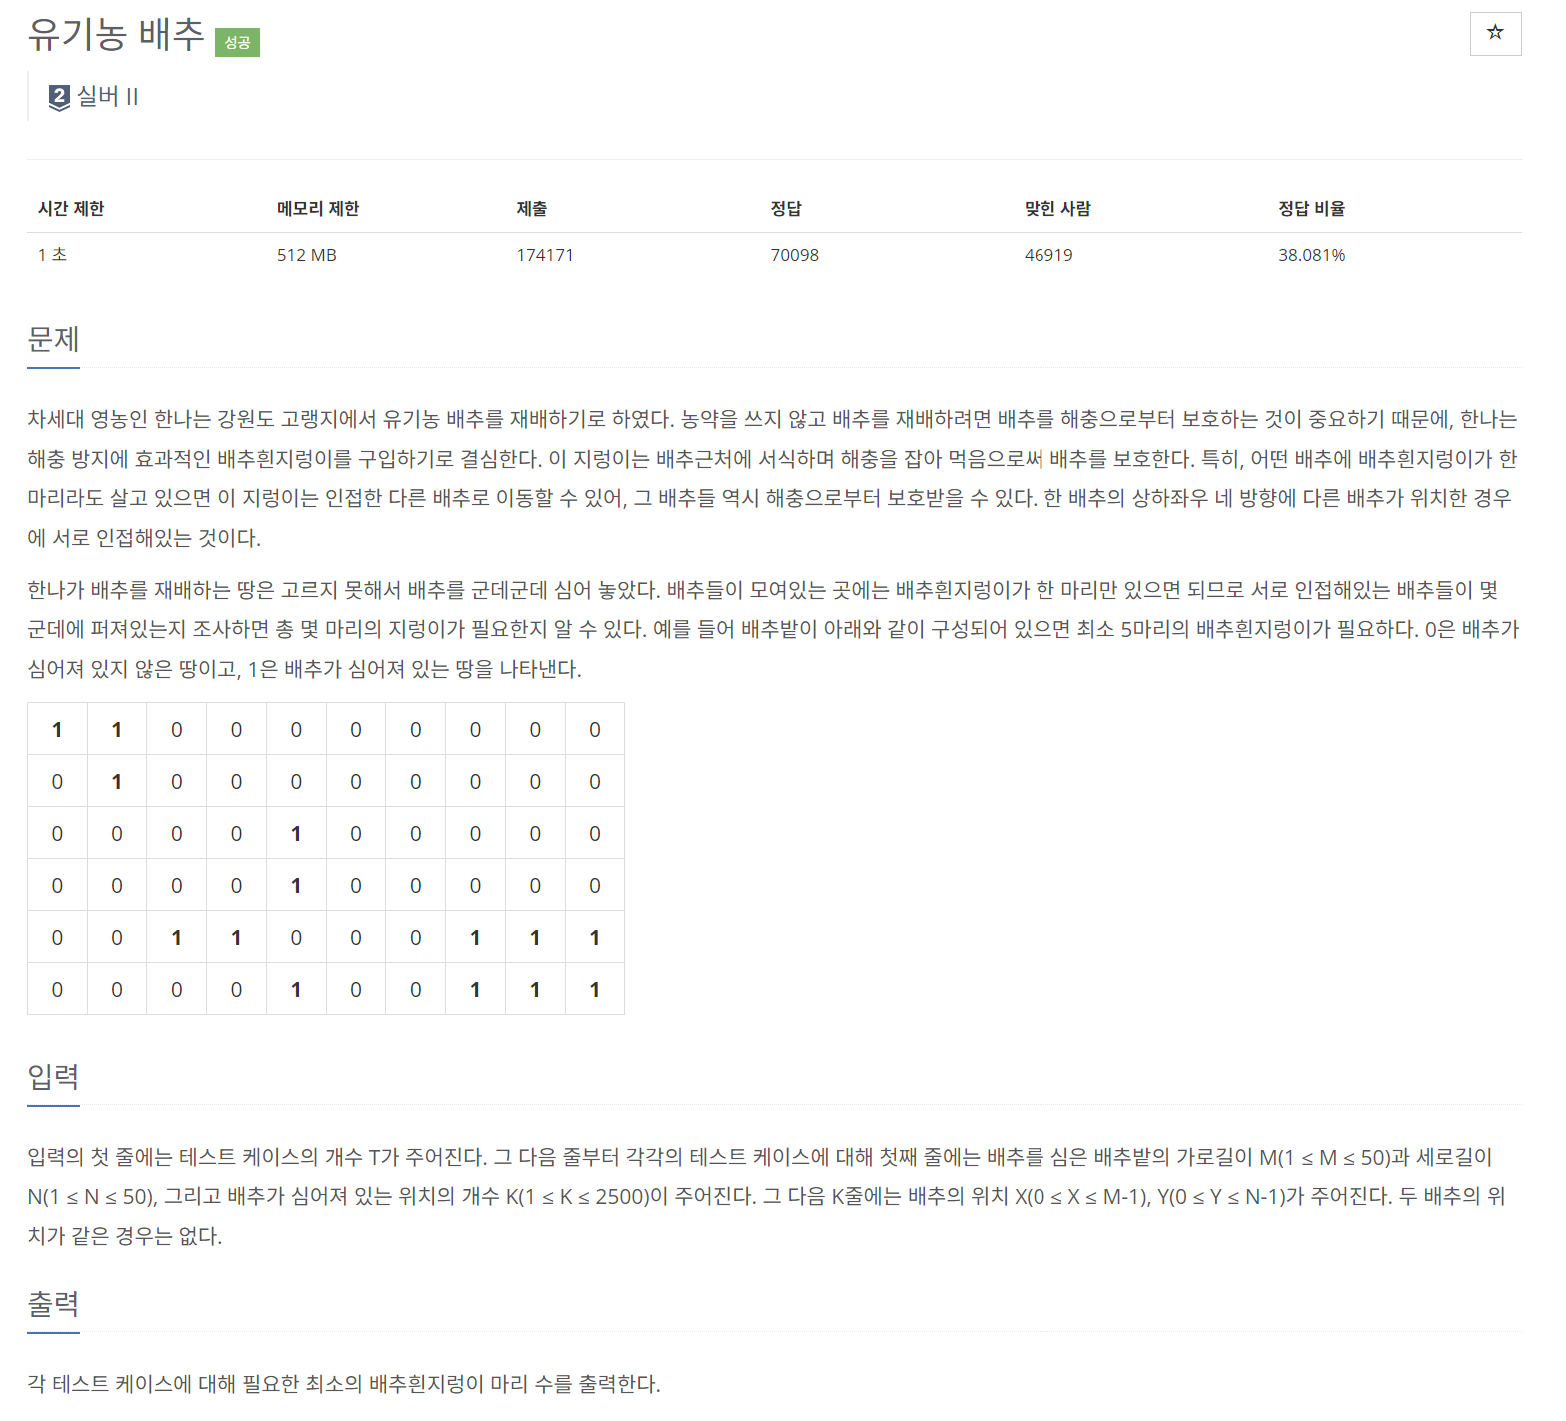 유기농 배추 성공
☆
2 실버 II
시간 제한 메모리 제한 제출 정답 맞힌 사람 정답 비율
1 초 512 MB 174171 70098 46919 38.081%
문제
차세대 영농인 한나는 강원도 고랭지에서 유기농 배추를 재배하기로 하였다. 농약을 쓰지 않고 배추를 재배하려면 배추를 해충으로부터 보호하는 것이 중요하기 때문에, 한나는
해충 방지에 효과적인 배추흰지렁이를 구입하기로 결심한다. 이 지렁이는 배추근처에 서식하며 해충을 잡아 먹음으로써 배추를 보호한다. 특히, 어떤 배추에 배추흰지렁이가 한
마리라도 살고 있으면 이 지렁이는 인접한 다른 배추로 이동할 수 있어, 그 배추들 역시 해충으로부터 보호받을 수 있다. 한 배추의 상하좌우 네 방향에 다른 배추가 위치한 경우
에 서로 인접해있는 것이다.
한나가 배추를 재배하는 땅은 고르지 못해서 배추를 군데군데 심어 놓았다. 배추들이 모여있는 곳에는 배추흰지렁이가 한 마리만 있으면 되므로 서로 인접해있는 배추들이 몇
군데에 퍼져있는지 조사하면 총 몇 마리의 지렁이가 필요한지 알 수 있다. 예를 들어 배추밭이 아래와 같이 구성되어 있으면 최소 5마리의 배추흰지렁이가 필요하다. 0은 배추가
심어져 있지 않은 땅이고, 1은 배추가 심어져 있는 땅을 나타낸다.
1 1 0 0 0 0 0 0 0 0
0 1 0 0 0 0 0 0 0 0
0 0 0 0 1 0 0 0 0 0
0 0 0 0 1 0 0 0 0 0
0 0 1 1 0 0 0 1 1 1
0 0 0 0 1 0 0 1 1 1
입력
입력의 첫 줄에는 테스트 케이스의 개수 T가 주어진다. 그 다음 줄부터 각각의 테스트 케이스에 대해 첫째 줄에는 배추를 심은 배추밭의 가로길이 M(1 ≤ M ≤ 50)과 세로길이
N(1 ≤ N ≤ 50), 그리고 배추가 심어져 있는 위치의 개수 K(1 ≤ K ≤ 2500)이 주어진다. 그 다음 K줄에는 배추의 위치 X(0 ≤ X ≤ M-1), Y(0 ≤ Y ≤ N-1)가 주어진다. 두 배추의 위
치가 같은 경우는 없다.
출력
각 테스트 케이스에 대해 필요한 최소의 배추흰지렁이 마리 수를 출력한다.